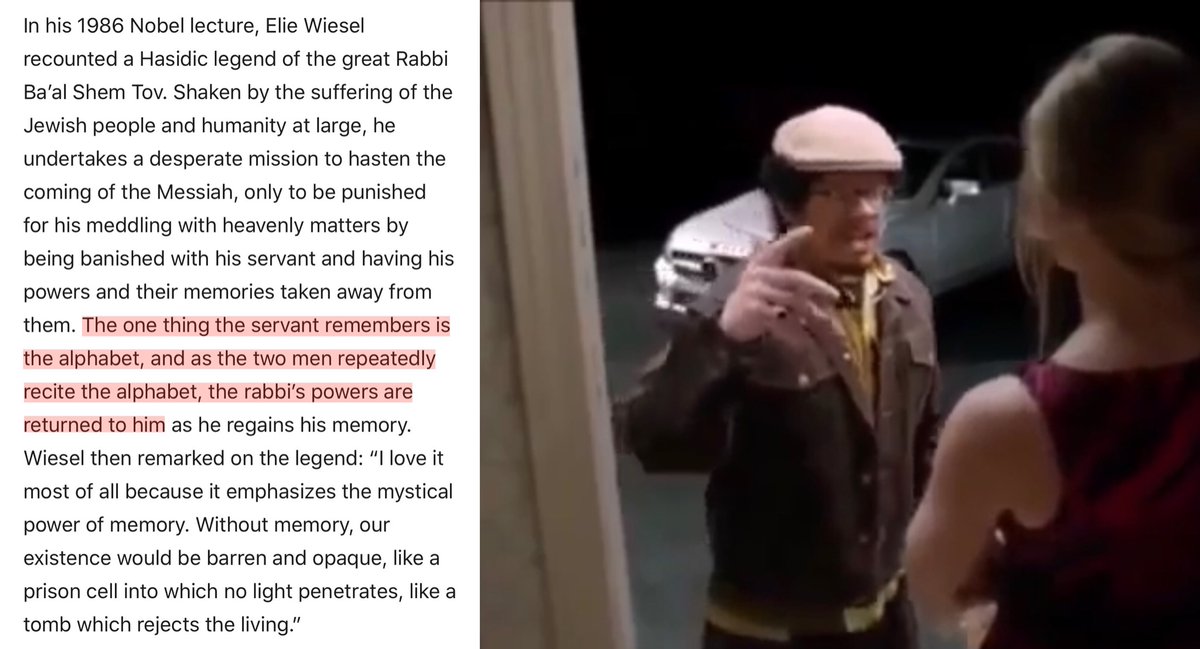 In his 1986 Nobel lecture, Elie Wiesel
recounted a Hasidic legend of the great Rabbi
Ba’al Shem Tov. Shaken by the suffering of the
Jewish people and humanity at large, he
undertakes a desperate mission to hasten the
coming of the Messiah, only to be punished
for his meddling with heavenly matters by
being banished with his servant and having his
powers and their memories taken away from
them. The one thing the servant remembers is
the alphabet, and as the two men repeatedly
recite the alphabet, the rabbi’s powers are
returned to him as he regains his memory.
Wiesel then remarked on the legend: “I love it
most of all because it emphasizes the mystical
power of memory. Without memory, our
existence would be barren and opaque, like a
prison cell into which no light penetrates, like a
tomb which rejects the living.”